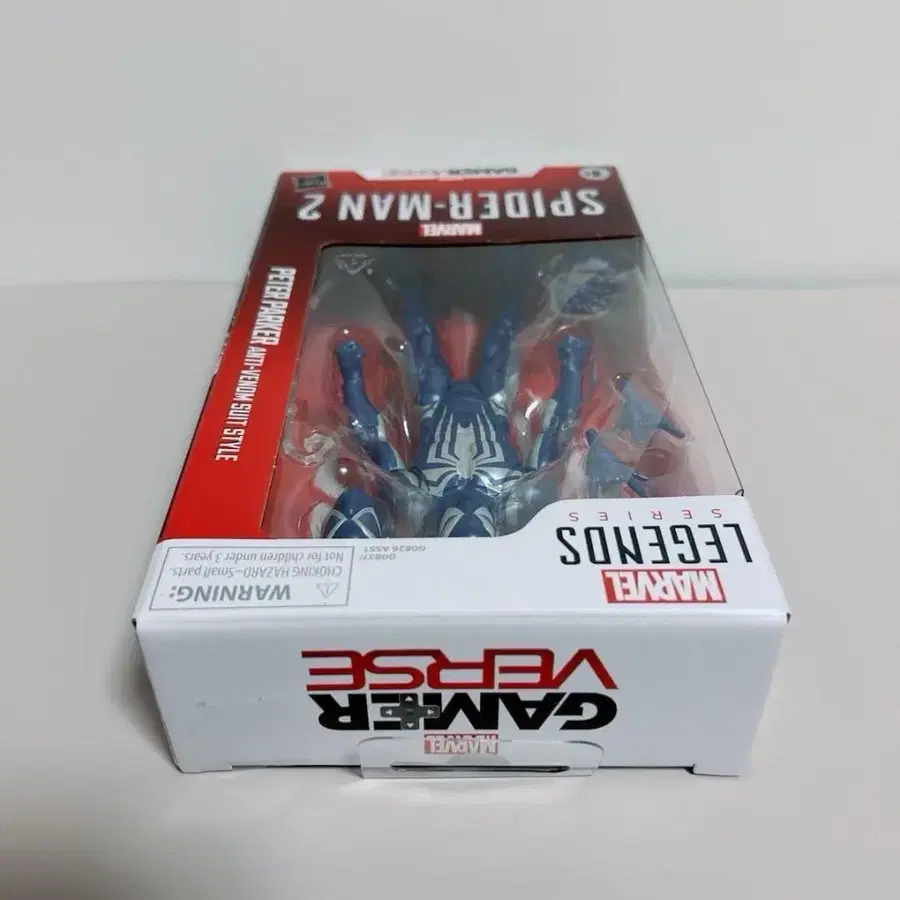 MARVEL
GAMER
VERSE
WARNING:
CHOKING HAZARD—Small parts.
Not for children under 3 years.
MARVEL
LEGENDS
SERIES
G0826 ASST.
PETER PARKER ANTI-VENOM SUIT STYLE
MARVEL
SPIDER-MAN 2
GAMERVERSE